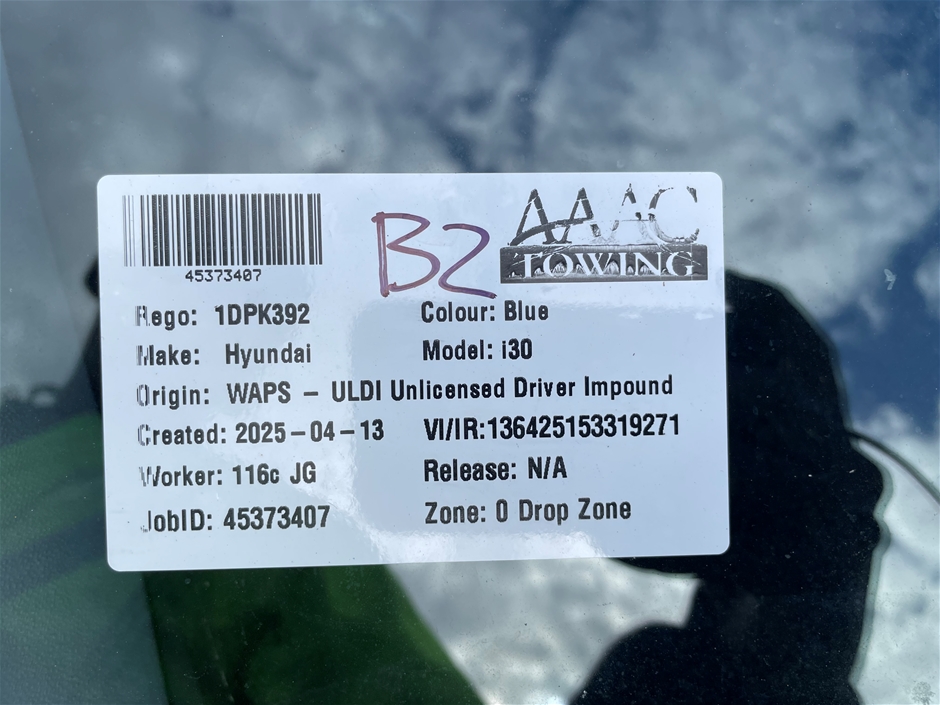 45373407
B2
AAAC
TOWING
Rego: 1DPK392
Colour: Blue
Make: Hyundai
Model: i30
Origin: WAPS - ULDI Unlicensed Driver Impound
Created: 2025-04-13
VI/IR:136425153319271
Worker: 116c JG
Release: N/A
JobID: 45373407
Zone: 0 Drop Zone